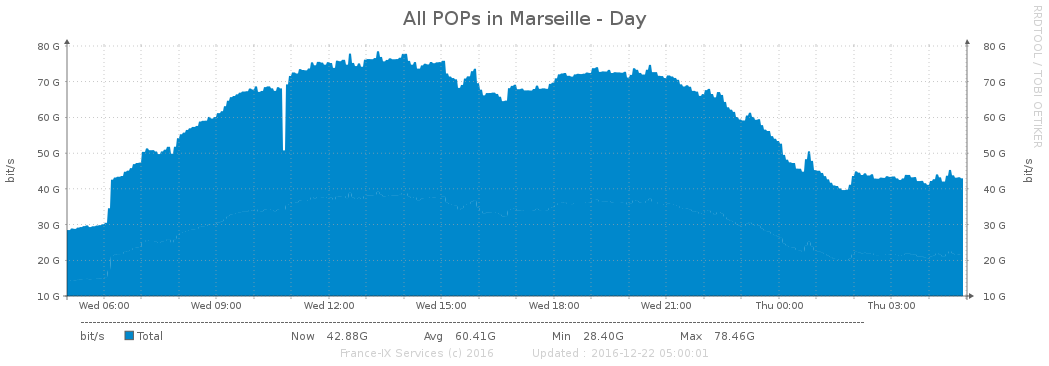 All POPs in Marseille - Day
RRDTOOL / TOBI OETIKER
bit/s
80 G
70 G
60 G
50 G
40 G
30 G
20 G
10 G
80 G
70 G
60 G
50 G
40 G
30 G
20 G
10 G
bit/s
Wed 06:00 Wed 09:00 Wed 12:00 Wed 15:00 Wed 18:00 Wed 21:00 Thu 00:00 Thu 03:00
bit/s Total Now 42.88G Avg 60.41G Min 28.40G Max 78.46G
France-IX Services (c) 2016 Updated : 2016-12-22 05:00:01